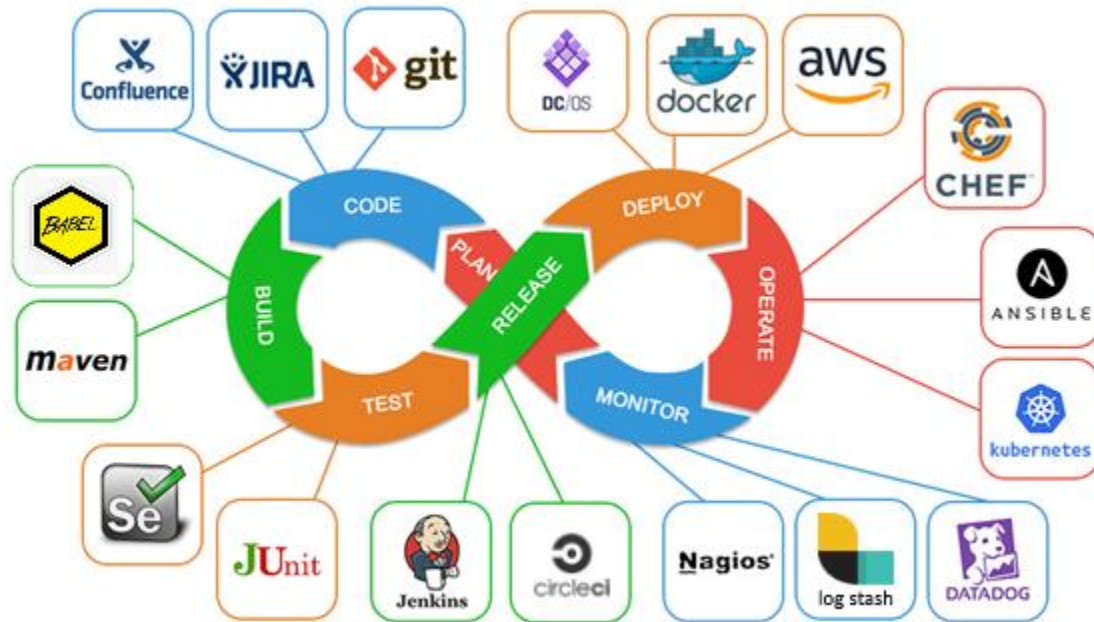 Confluence
JIRA
git
DC/OS
docker
aws
CHEF™
BABEL
CODE
DEPLOY
PLAN
RELEASE
BUILD
OPERATE
ANSIBLE
maven
TEST
MONITOR
kubernetes
Se
JUnit
Jenkins
circleci
Nagios®
log stash
DATADOG